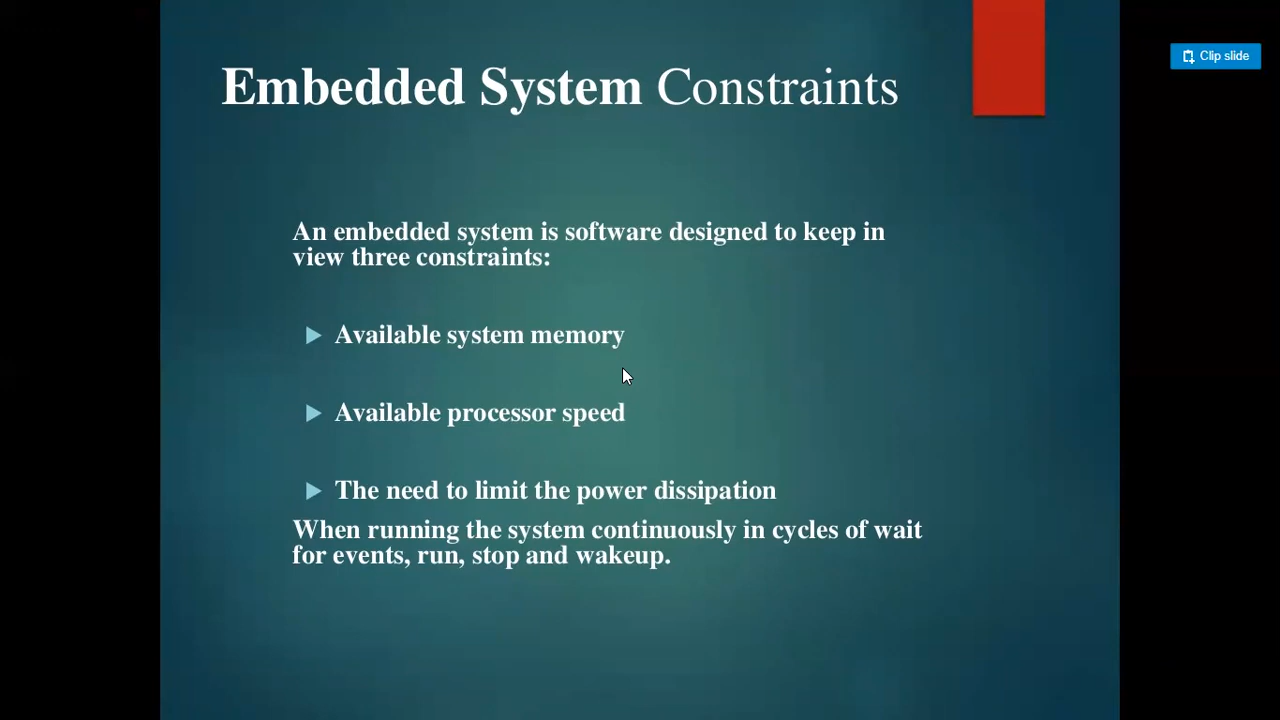 Clip slide
Embedded System Constraints
An embedded system is software designed to keep in
view three constraints:
Available system memory
Available processor speed
The need to limit the power dissipation
When running the system continuously in cycles of wait
for events, run, stop and wakeup.